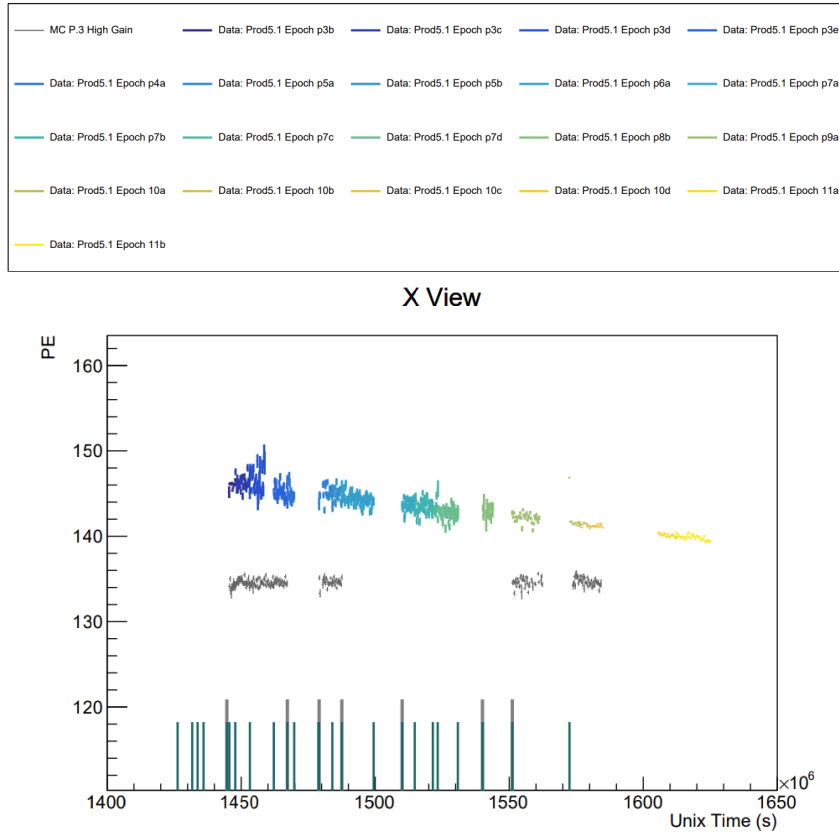 MC P.3 High Gain Data: Prod5.1 Epoch p3b Data: Prod5.1 Epoch p3c Data: Prod5.1 Epoch p3d Data: Prod5.1 Epoch p3e
Data: Prod5.1 Epoch p4a Data: Prod5.1 Epoch p5a Data: Prod5.1 Epoch p5b Data: Prod5.1 Epoch p6a Data: Prod5.1 Epoch p7a
Data: Prod5.1 Epoch p7b Data: Prod5.1 Epoch p7c Data: Prod5.1 Epoch p7d Data: Prod5.1 Epoch p8b Data: Prod5.1 Epoch p9a
Data: Prod5.1 Epoch 10a Data: Prod5.1 Epoch 10b Data: Prod5.1 Epoch 10c Data: Prod5.1 Epoch 10d Data: Prod5.1 Epoch 11a
Data: Prod5.1 Epoch 11b
X View
PE
160
150
140
130
120
1400 1450 1500 1550 1600 1650
×10⁶
Unix Time (s)